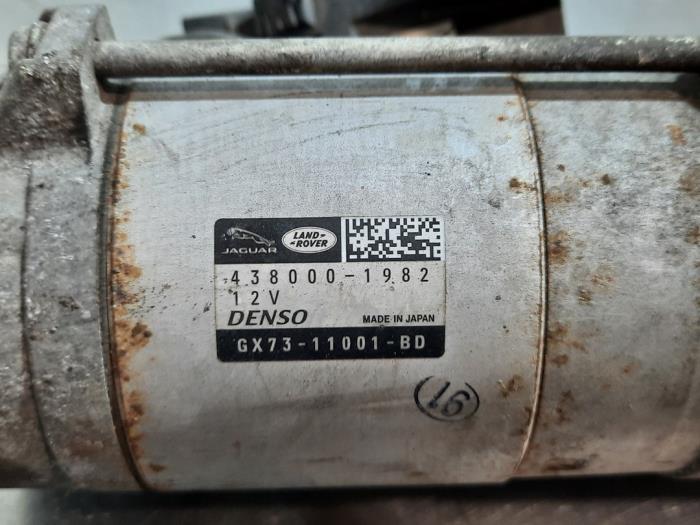 JAGUAR
LAND-
-ROVER
438000-1982
12V
DENSO MADE IN JAPAN
GX73-11001-BD
16